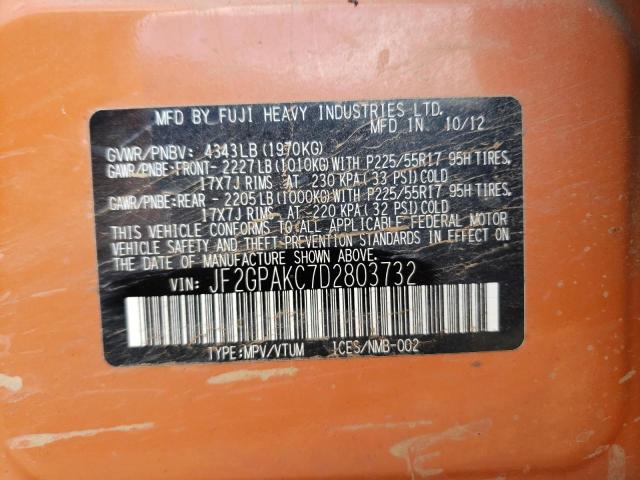 MFD BY FUJI HEAVY INDUSTRIES LTD.
MFD IN 10/12
GVWR/PNBV: 4343LB (1970KG)
GAWR/PNBE-FRONT- 2227LB (1010KG) WITH P225/55R17 95H TIRES,
17X7J RIMS AT 230 KPA (33 PSI) COLD
GAWR/PNBE-REAR - 2205LB (1000KG) WITH P225/55R17 95H TIRES,
17X7J RIMS AT 220 KPA (32 PSI) COLD
THIS VEHICLE CONFORMS TO ALL APPLICABLE FEDERAL MOTOR
VEHICLE SAFETY AND THEFT PREVENTION STANDARDS IN EFFECT
ON THE DATE OF MANUFACTURE SHOWN ABOVE.
VIN: JF2GPAKC7D2803732
TYPE:MPV/VTUM ICES/NMB-002